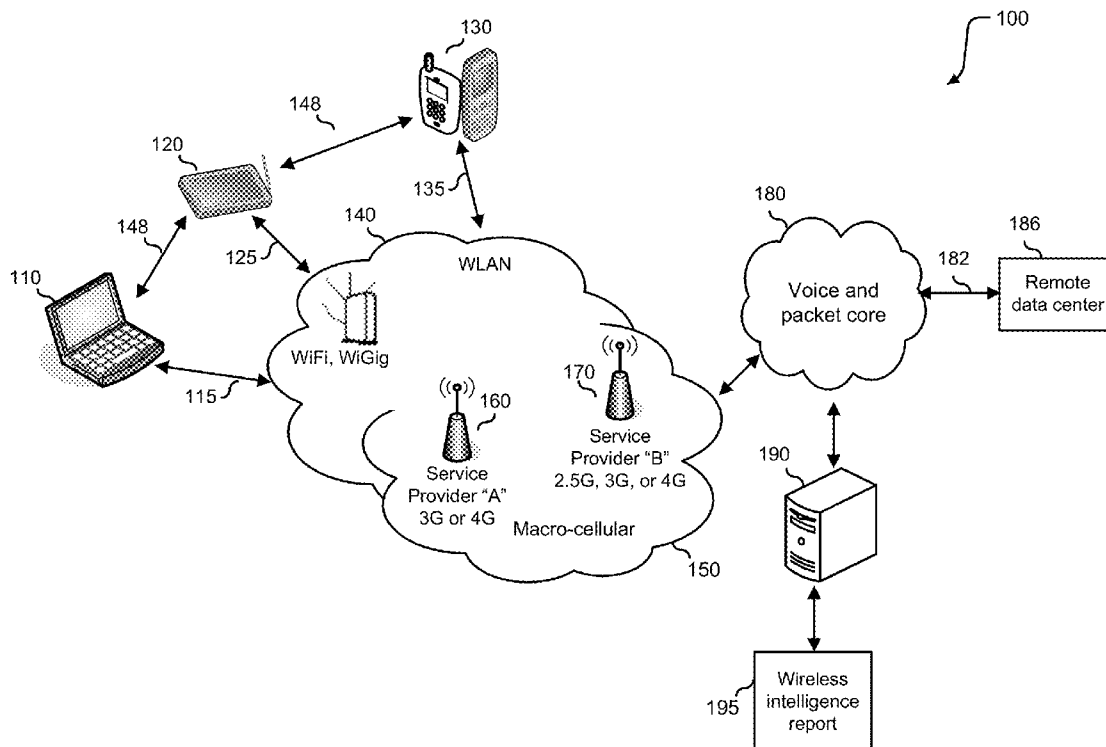 100
130
148
120
135
180
186
140
182
148
125
WLAN
Remote
data center
110
Voice and
packet core
WiFi, WiGig
170
115
160
Service
Provider "B"
2.5G, 3G, or 4G
190
Service
Provider "A"
3G or 4G
Macro-cellular
150
195
Wireless
intelligence
report